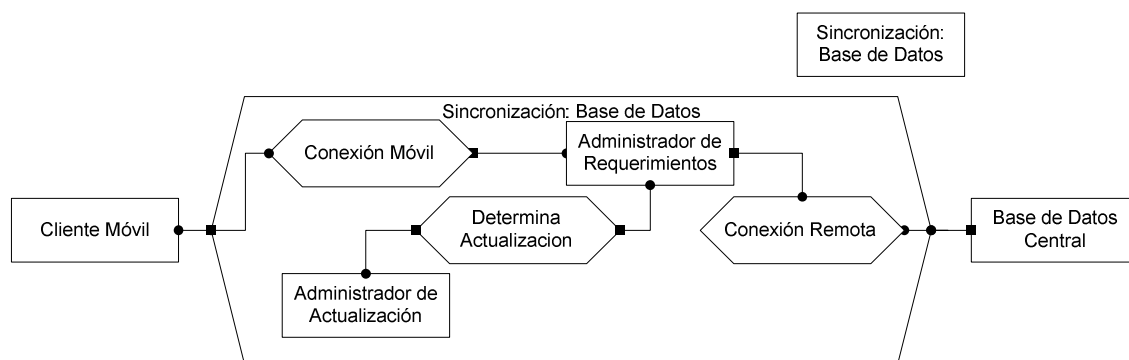 Sincronización:
Base de Datos
Sincronización: Base de Datos
Conexión Móvil
Administrador de
Requerimientos
Cliente Móvil
Determina
Actualizacion
Conexión Remota
Base de Datos
Central
Administrador de
Actualización